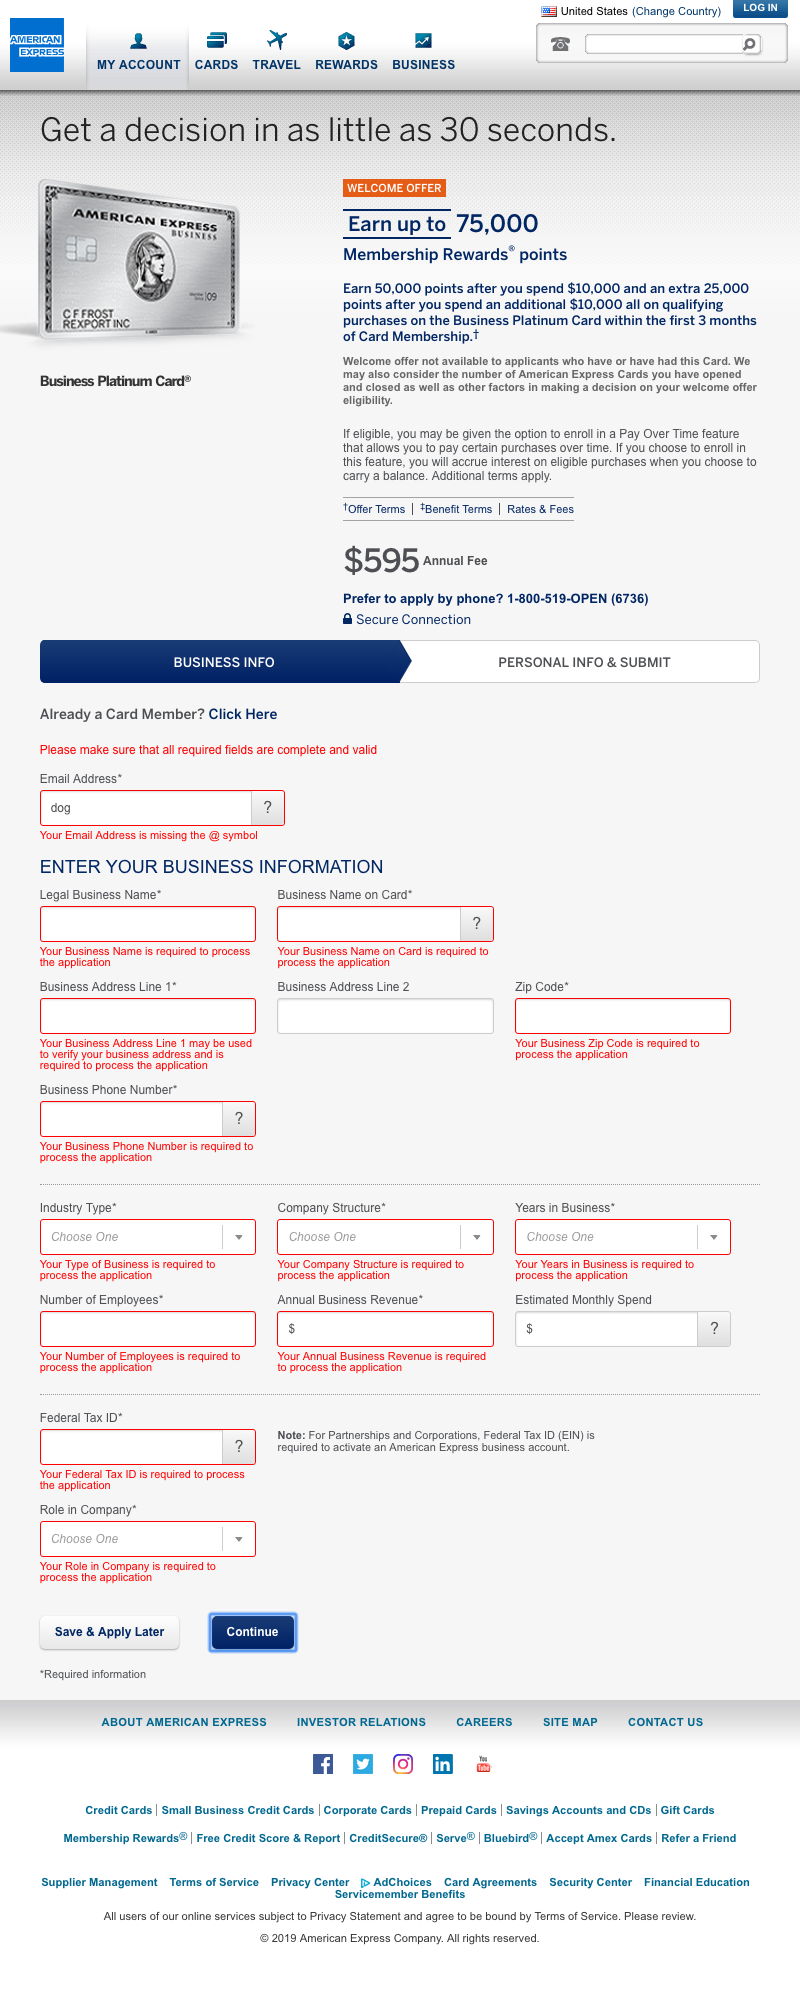 United States (Change Country)
LOG IN
AMERICAN
EXPRESS
MY ACCOUNT
CARDS
TRAVEL
REWARDS
BUSINESS
Get a decision in as little as 30 seconds.
AMERICAN EXPRESS
BUSINESS
Member Since 09
C F FROST
REXPORT INC
AMEX
Business Platinum Card®
WELCOME OFFER
Earn up to 75,000
Membership Rewards® points
Earn 50,000 points after you spend $10,000 and an extra 25,000
points after you spend an additional $10,000 all on qualifying
purchases on the Business Platinum Card within the first 3 months
of Card Membership.†
Welcome offer not available to applicants who have or have had this Card. We
may also consider the number of American Express Cards you have opened
and closed as well as other factors in making a decision on your welcome offer
eligibility.
If eligible, you may be given the option to enroll in a Pay Over Time feature
that allows you to pay certain purchases over time. If you choose to enroll in
this feature, you will accrue interest on eligible purchases when you choose to
carry a balance. Additional terms apply.
†Offer Terms | ‡Benefit Terms | Rates & Fees
$595 Annual Fee
Prefer to apply by phone? 1-800-519-OPEN (6736)
Secure Connection
BUSINESS INFO
PERSONAL INFO & SUBMIT
Already a Card Member? Click Here
Please make sure that all required fields are complete and valid
Email Address*
dog
?
Your Email Address is missing the @ symbol
ENTER YOUR BUSINESS INFORMATION
Legal Business Name*
Your Business Name is required to process
the application
Business Name on Card*
?
Your Business Name on Card is required to
process the application
Business Address Line 1*
Your Business Address Line 1 may be used
to verify your business address and is
required to process the application
Business Address Line 2
Zip Code*
Your Business Zip Code is required to
process the application
Business Phone Number*
?
Your Business Phone Number is required to
process the application
Industry Type*
Choose One
Your Type of Business is required to
process the application
Company Structure*
Choose One
Your Company Structure is required to
process the application
Years in Business*
Choose One
Your Years in Business is required to
process the application
Number of Employees*
Your Number of Employees is required to
process the application
Annual Business Revenue*
$
Your Annual Business Revenue is required
to process the application
Estimated Monthly Spend
$
?
Federal Tax ID*
?
Your Federal Tax ID is required to process
the application
Note: For Partnerships and Corporations, Federal Tax ID (EIN) is
required to activate an American Express business account.
Role in Company*
Choose One
Your Role in Company is required to
process the application
Save & Apply Later
Continue
*Required information
ABOUT AMERICAN EXPRESS
INVESTOR RELATIONS
CAREERS
SITE MAP
CONTACT US
You
Tube
Credit Cards | Small Business Credit Cards | Corporate Cards | Prepaid Cards | Savings Accounts and CDs | Gift Cards
Membership Rewards® | Free Credit Score & Report | CreditSecure® | Serve® | Bluebird® | Accept Amex Cards | Refer a Friend
Supplier Management Terms of Service Privacy Center AdChoices Card Agreements Security Center Financial Education
Servicemember Benefits
All users of our online services subject to Privacy Statement and agree to be bound by Terms of Service. Please review.
© 2019 American Express Company. All rights reserved.